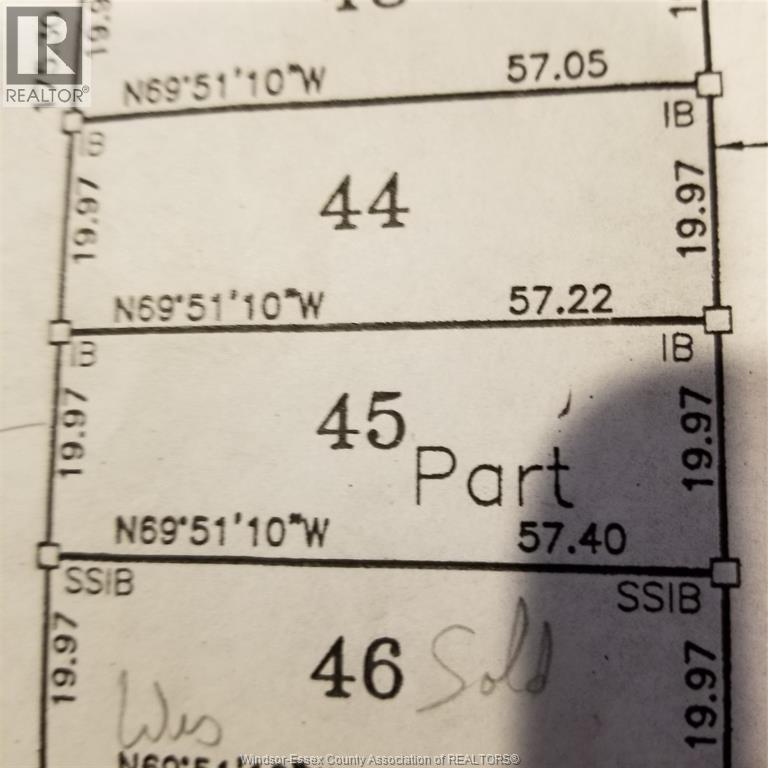 REALTOR®
N69°51'10"W 57.05
IB IB
44
19.97 19.97
N69°51'10"W 57.22
IB IB
45
19.97 19.97
Part
N69°51'10"W 57.40
SSIB SSIB
46 Sold
19.97 19.97
Wes
Windsor-Essex County Association of REALTORS®